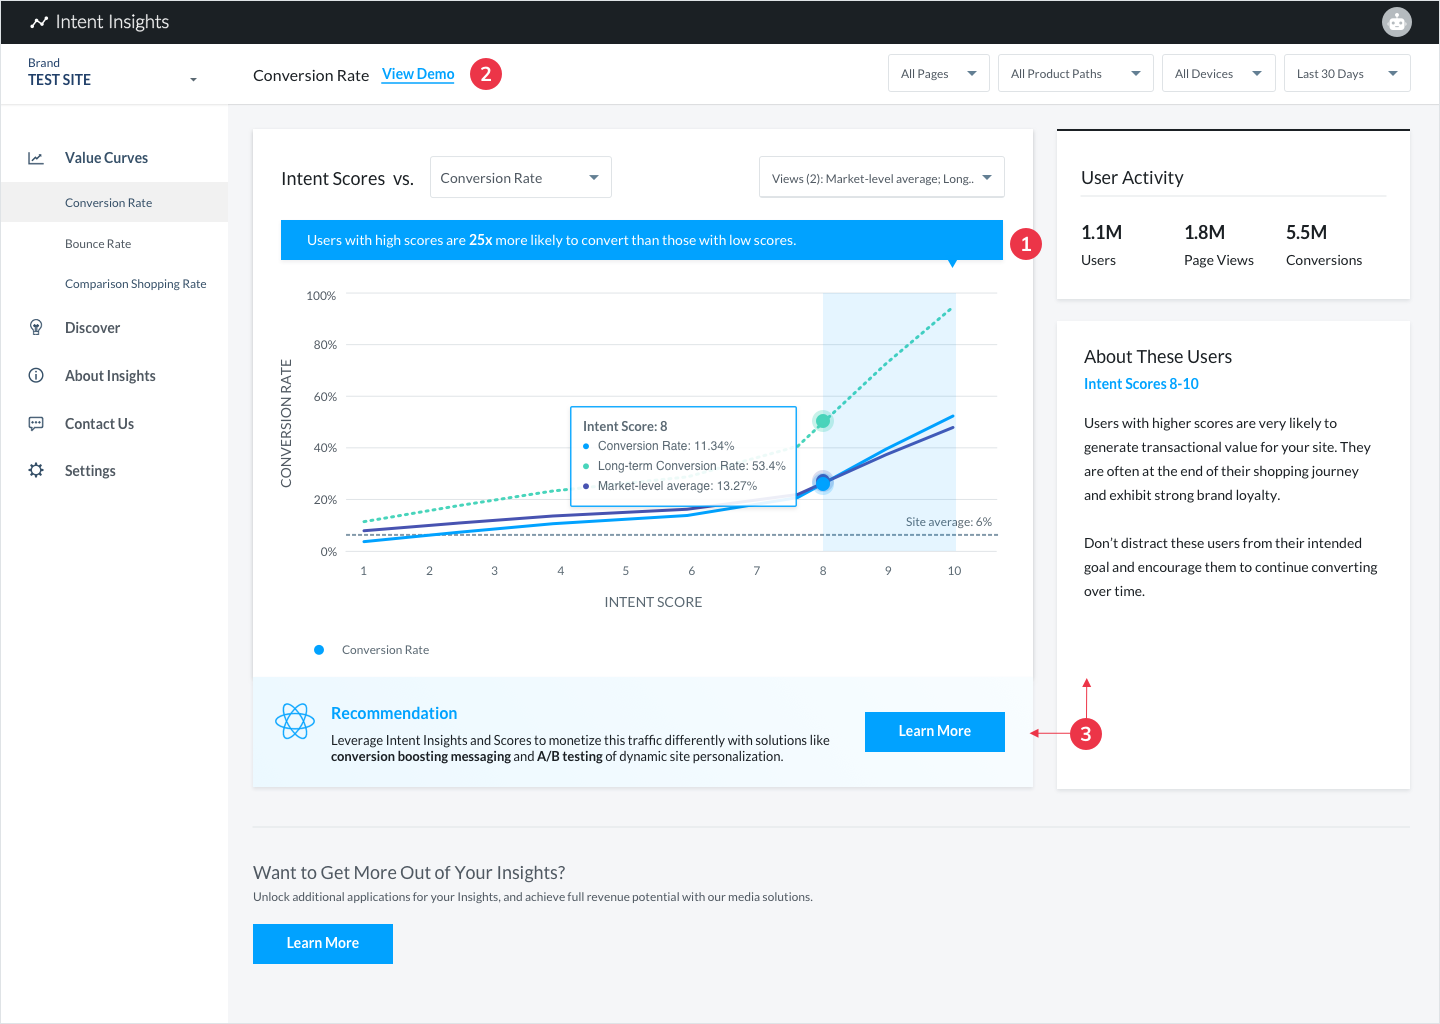 Intent Insights
Brand
TEST SITE
Conversion Rate View Demo 2
All Pages
All Product Paths
All Devices
Last 30 Days
Value Curves
Conversion Rate
Bounce Rate
Comparison Shopping Rate
Discover
About Insights
Contact Us
Settings
Intent Scores vs. Conversion Rate
Views (2): Market-level average; Long..
Users with high scores are 25x more likely to convert than those with low scores.
1
CONVERSION RATE
100%
80%
60%
40%
20%
0%
Intent Score: 8
Conversion Rate: 11.34%
Long-term Conversion Rate: 53.4%
Market-level average: 13.27%
Site average: 6%
1 2 3 4 5 6 7 8 9 10
INTENT SCORE
Conversion Rate
Recommendation
Leverage Intent Insights and Scores to monetize this traffic differently with solutions like
conversion boosting messaging and A/B testing of dynamic site personalization.
Learn More
User Activity
1.1M 1.8M 5.5M
Users Page Views Conversions
About These Users
Intent Scores 8-10
Users with higher scores are very likely to
generate transactional value for your site. They
are often at the end of their shopping journey
and exhibit strong brand loyalty.
Don't distract these users from their intended
goal and encourage them to continue converting
over time.
3
Want to Get More Out of Your Insights?
Unlock additional applications for your Insights, and achieve full revenue potential with our media solutions.
Learn More